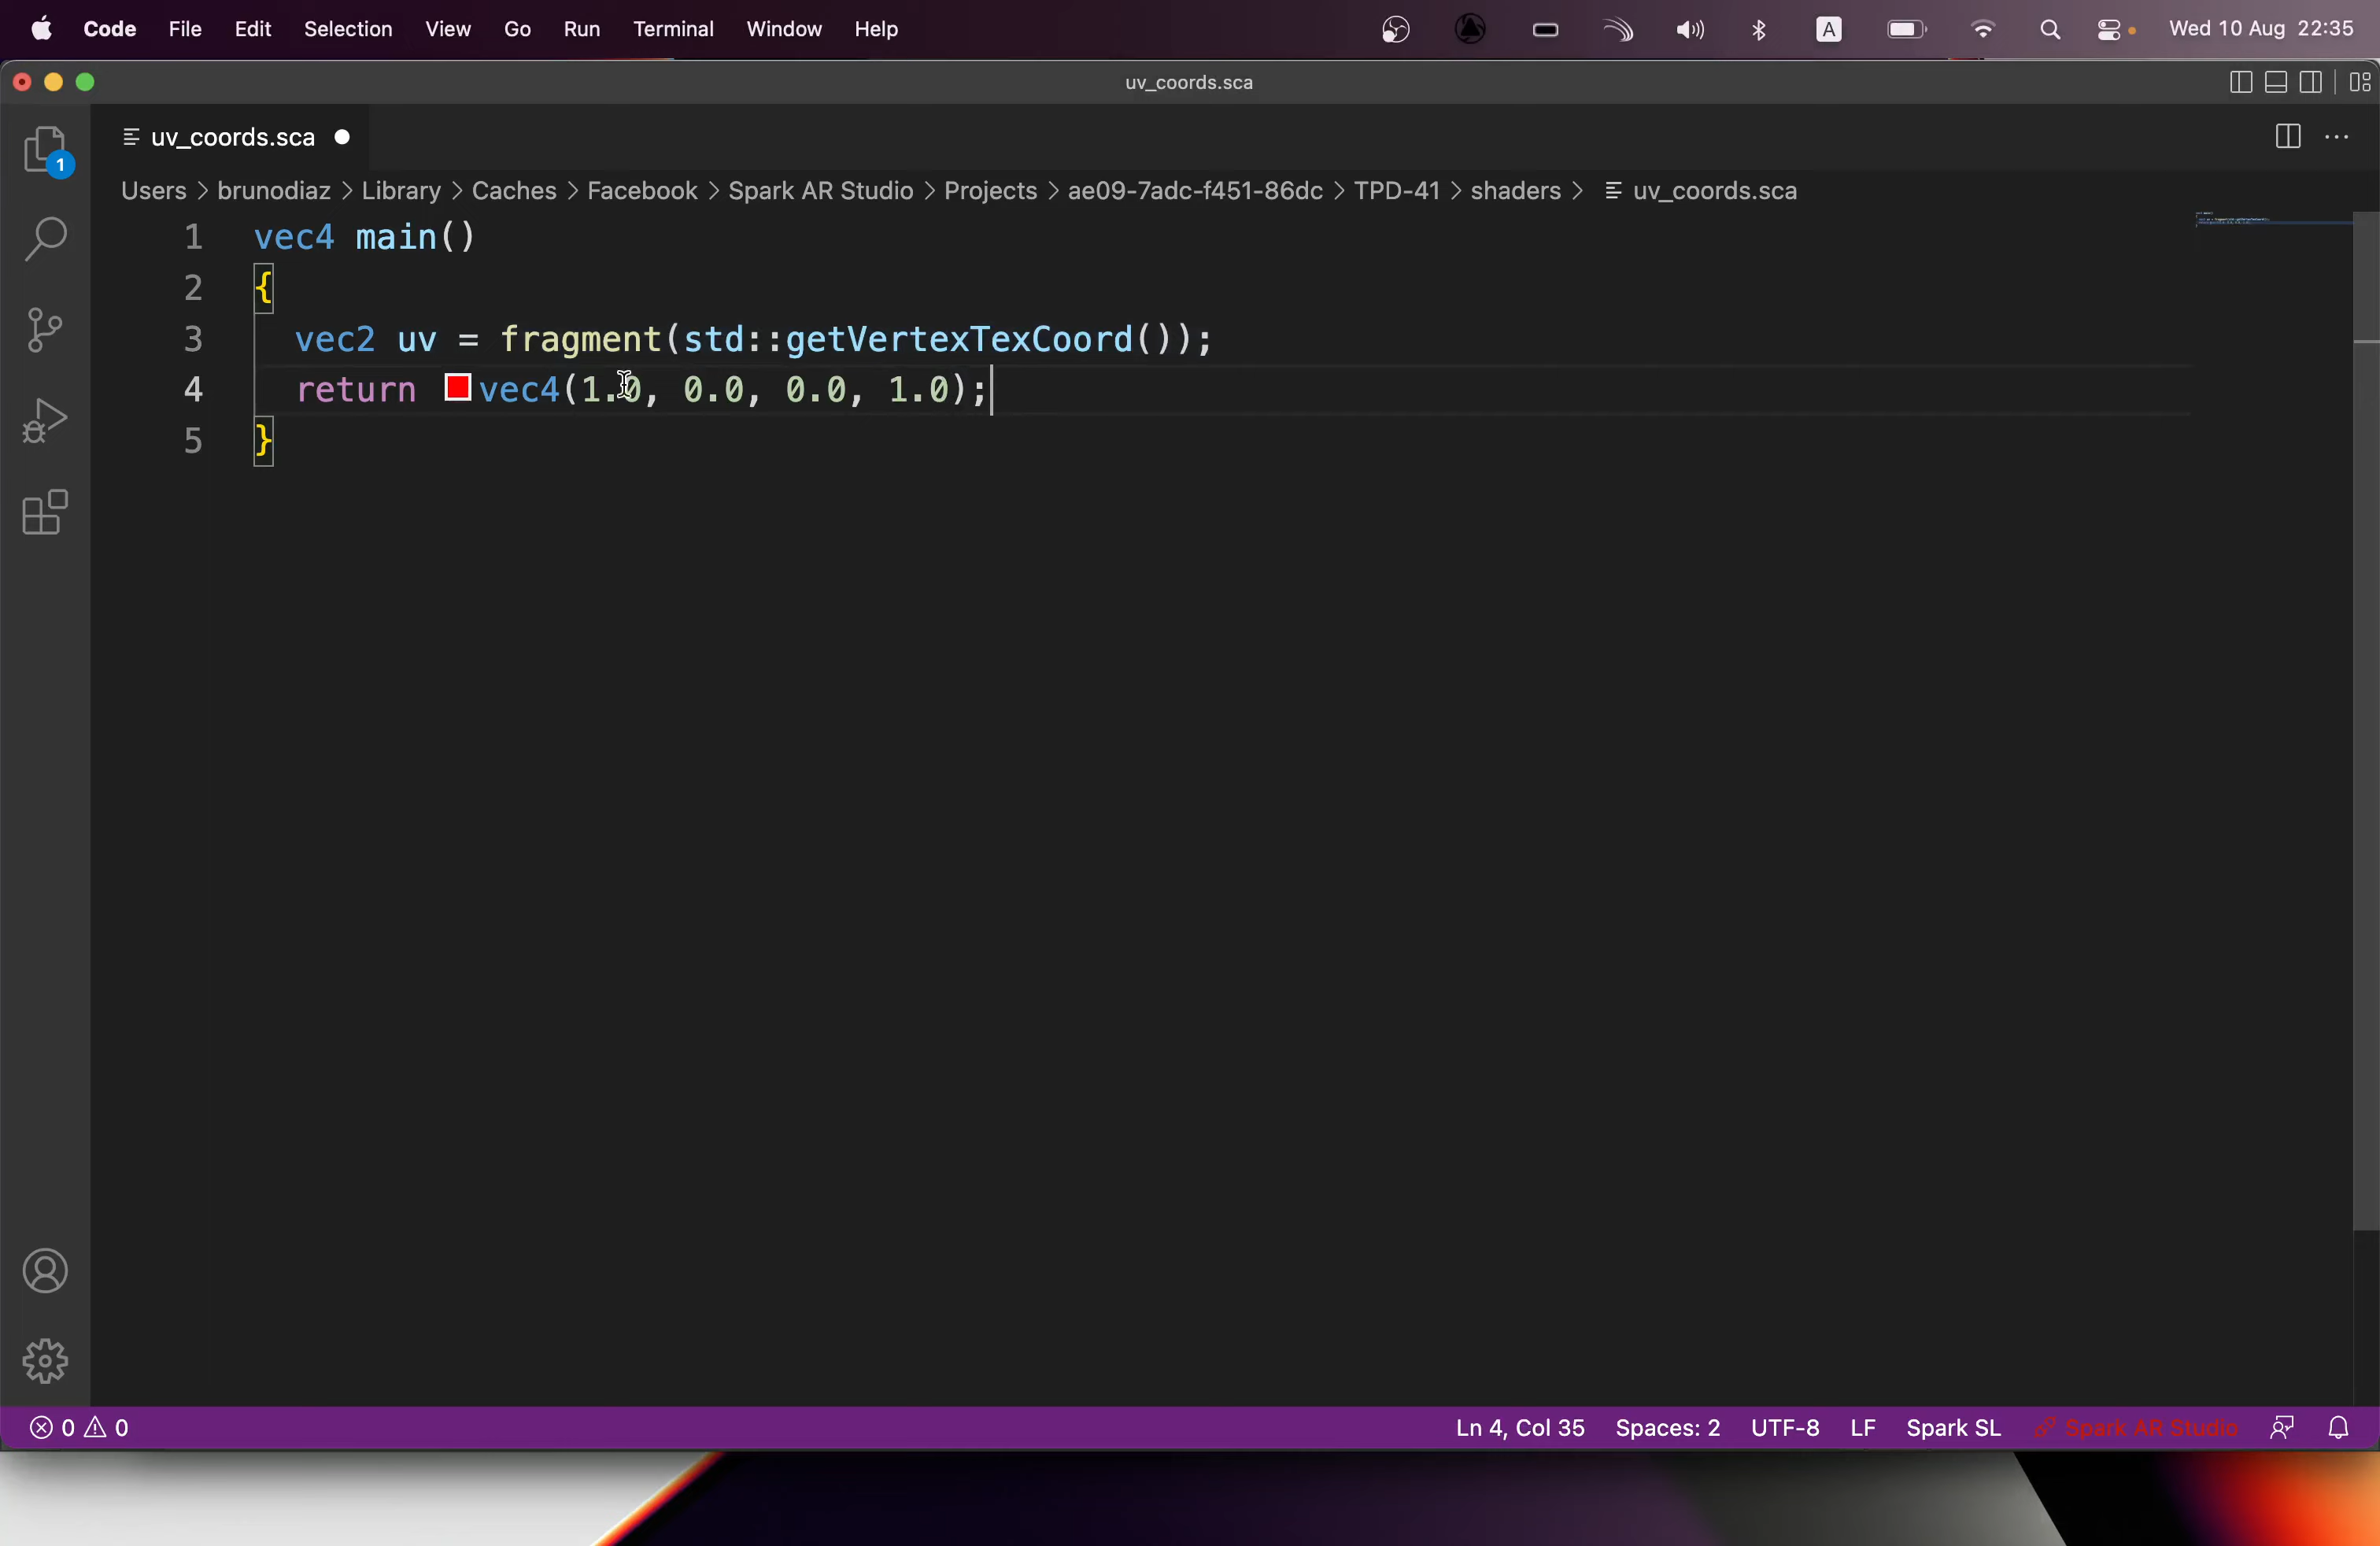 Code File Edit Selection View Go Run Terminal Window Help A Wed 10 Aug 22:35
uv_coords.sca
uv_coords.sca
1
Users > brunodiaz > Library > Caches > Facebook > Spark AR Studio > Projects > ae09-7adc-f451-86dc > TPD-41 > shaders > uv_coords.sca
1 vec4 main()
2 {
3 vec2 uv = fragment(std::getVertexTexCoord());
4 return vec4(1.0, 0.0, 0.0, 1.0);
5 }
0 0 Ln 4, Col 35 Spaces: 2 UTF-8 LF Spark SL Spark AR Studio